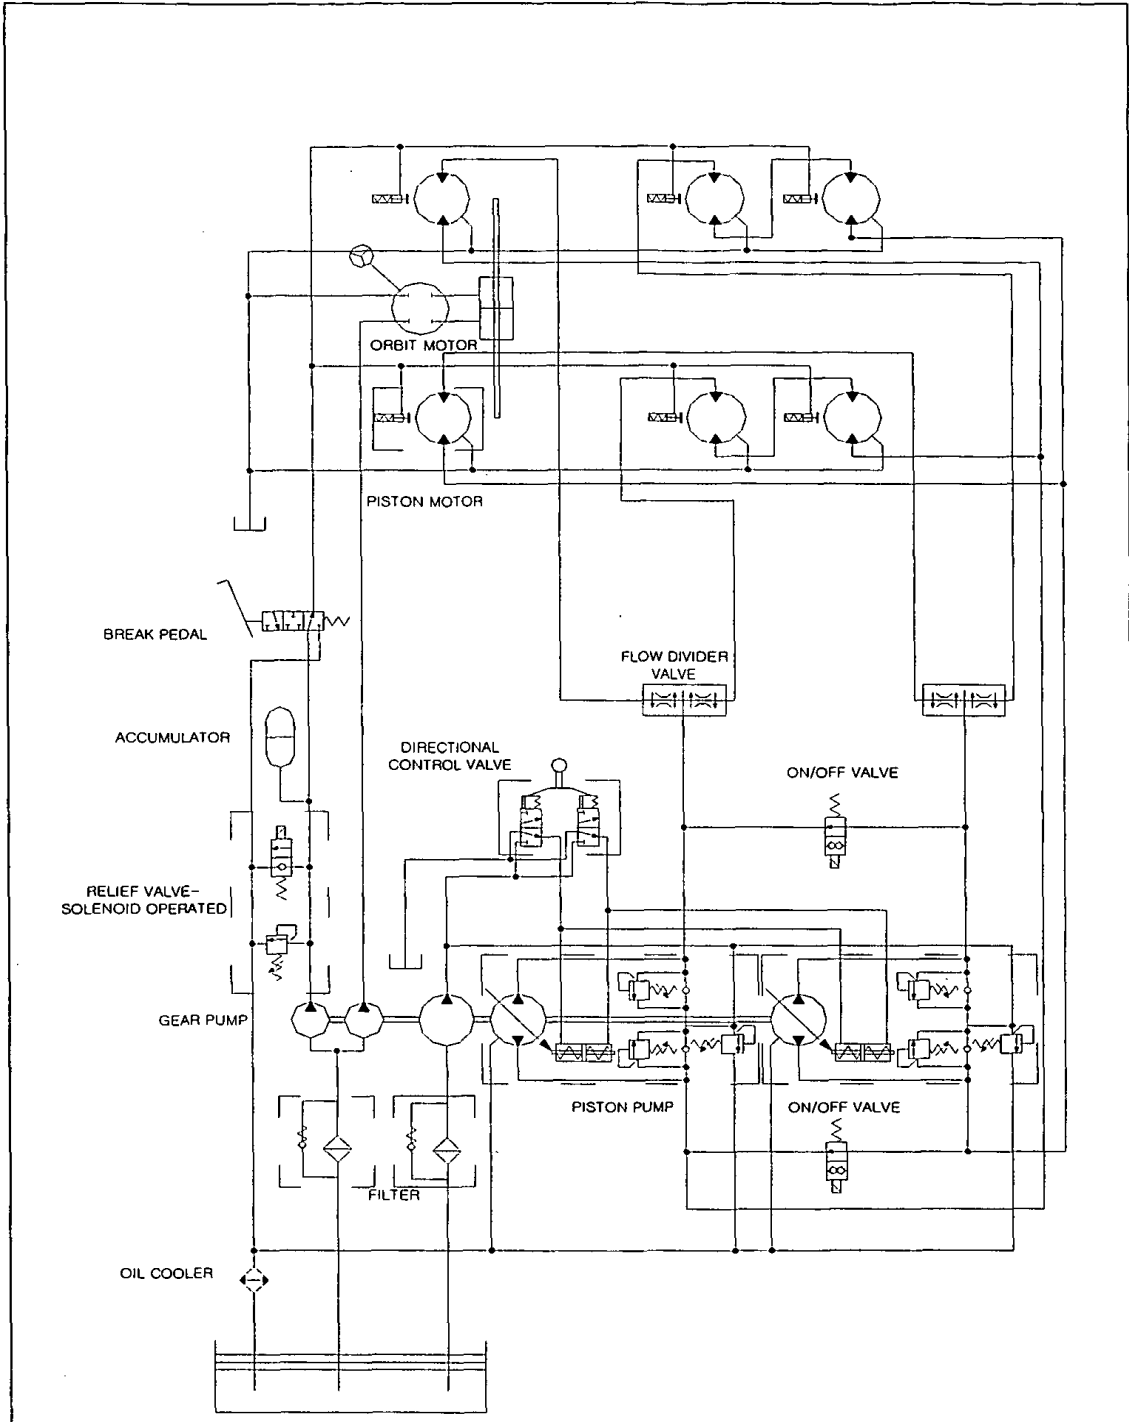 ORBIT MOTOR
PISTON MOTOR
BREAK PEDAL
FLOW DIVIDER
VALVE
ACCUMULATOR
DIRECTIONAL
CONTROL VALVE
ON/OFF VALVE
RELIEF VALVE-
SOLENOID OPERATED
GEAR PUMP
PISTON PUMP
ON/OFF VALVE
FILTER
OIL COOLER